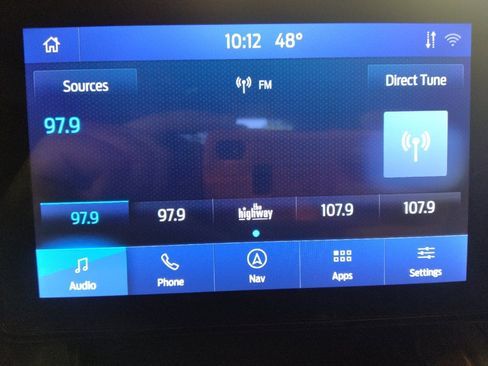 10:12 48°
Sources
FM
Direct Tune
97.9
97.9
97.9
the highway
107.9
107.9
Audio
Phone
Nav
Apps
Settings